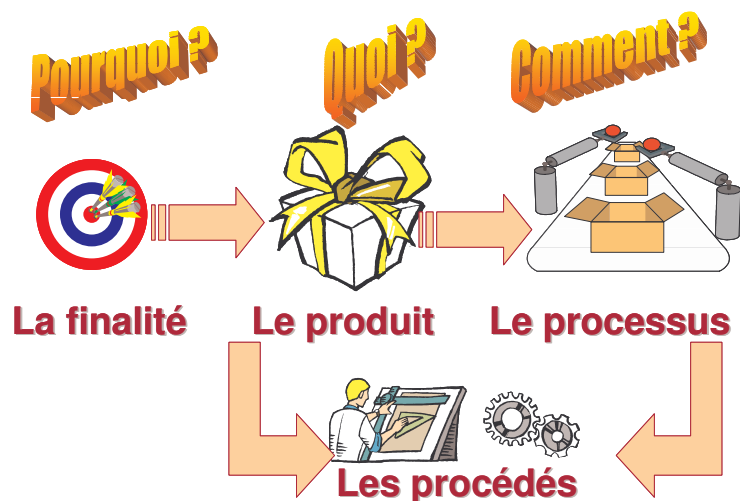 Pourquoi ?
Quoi ?
Comment ?
La finalité
Le produit
Le processus
Les procédés